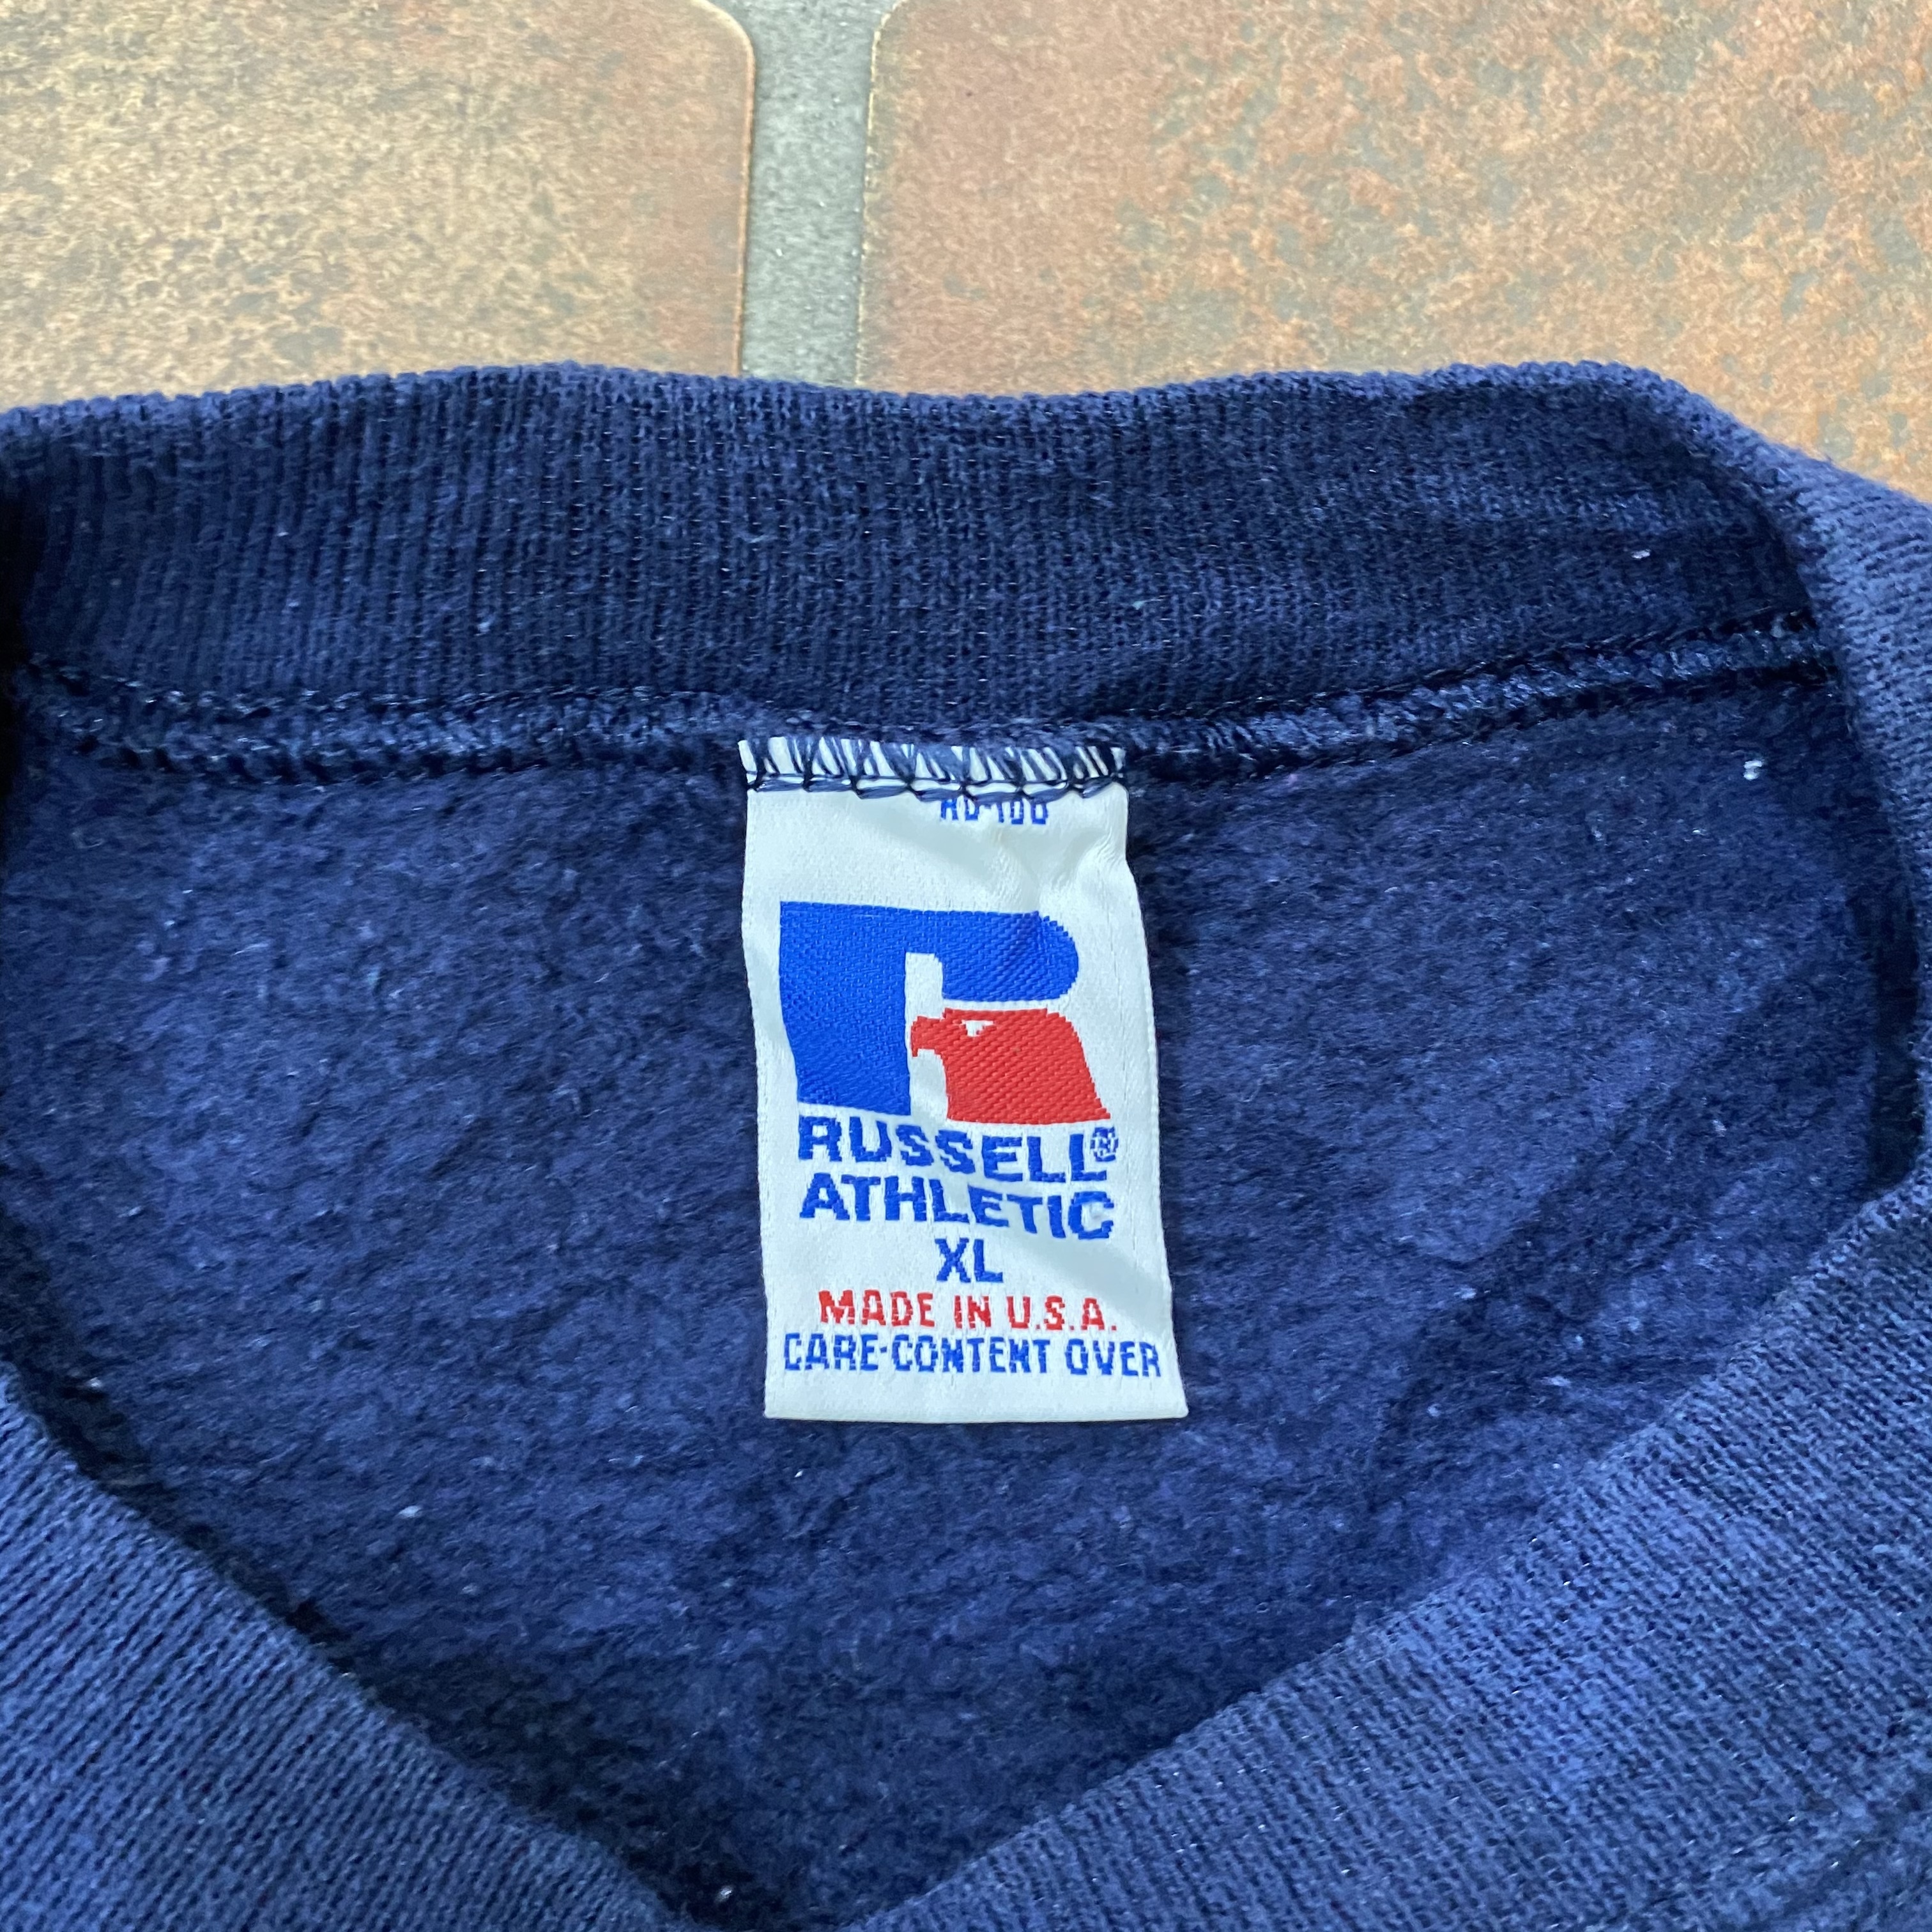 RUSSELL®
ATHLETIC
XL
MADE IN U.S.A.
CARE-CONTENT OVER